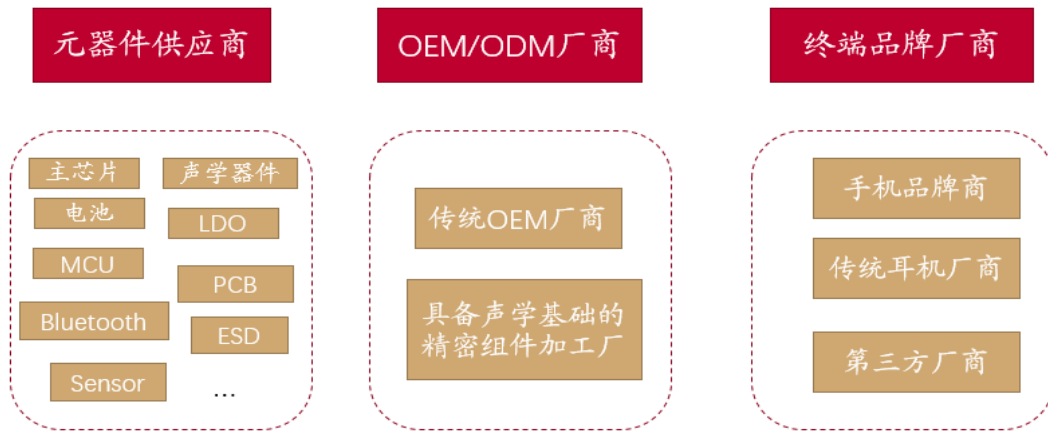 元器件供应商
OEM/ODM厂商
终端品牌厂商
主芯片
声学器件
电池
LDO
MCU
PCB
Bluetooth
ESD
Sensor
...
传统OEM厂商
具备声学基础的
精密组件加工厂
手机品牌商
传统耳机厂商
第三方厂商